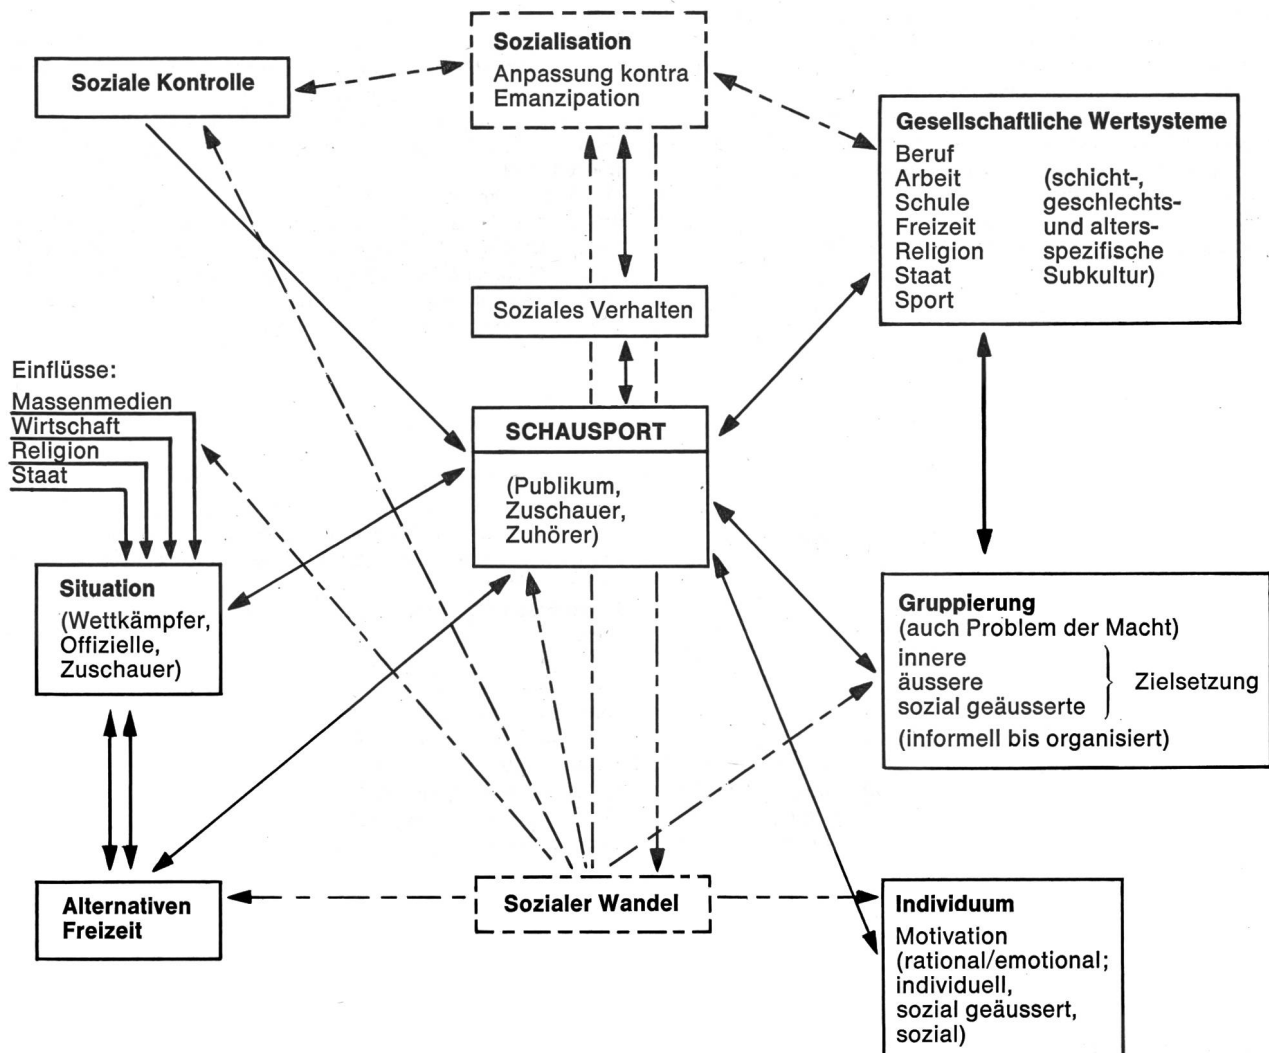 Soziale Kontrolle
Sozialisation
Anpassung kontra
Emanzipation
Gesellschaftliche Wertsysteme
Beruf
Arbeit (schicht-,
Schule geschlechts-
Freizeit und alters-
Religion spezifische
Staat Subkultur)
Sport
Soziales Verhalten
Einflüsse:
Massenmedien
Wirtschaft
Religion
Staat
SCHAUSPORT
(Publikum,
Zuschauer,
Zuhörer)
Situation
(Wettkämpfer,
Offizielle,
Zuschauer)
Gruppierung
(auch Problem der Macht)
innere
äussere } Zielsetzung
sozial geäusserte
(informell bis organisiert)
Alternativen
Freizeit
Sozialer Wandel
Individuum
Motivation
(rational/emotional;
individuell,
sozial geäussert,
sozial)